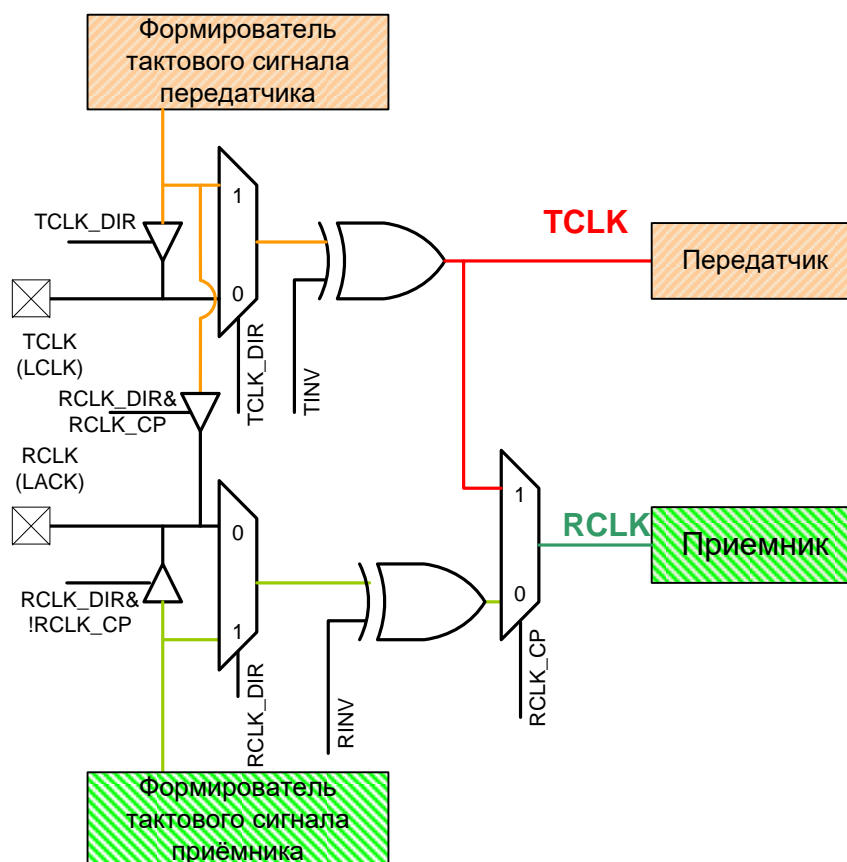 Формирователь
тактового сигнала
передатчика
1
TCLK_DIR
TCLK
Передатчик
0
TCLK
(LCLK)
TCLK_DIR
TINV
RCLK_DIR&
RCLK_CP
RCLK
(LACK)
1
0
RCLK
Приемник
RCLK_DIR&
!RCLK_CP
1
0
RCLK_DIR
RINV
RCLK_CP
Формирователь
тактового сигнала
приёмника